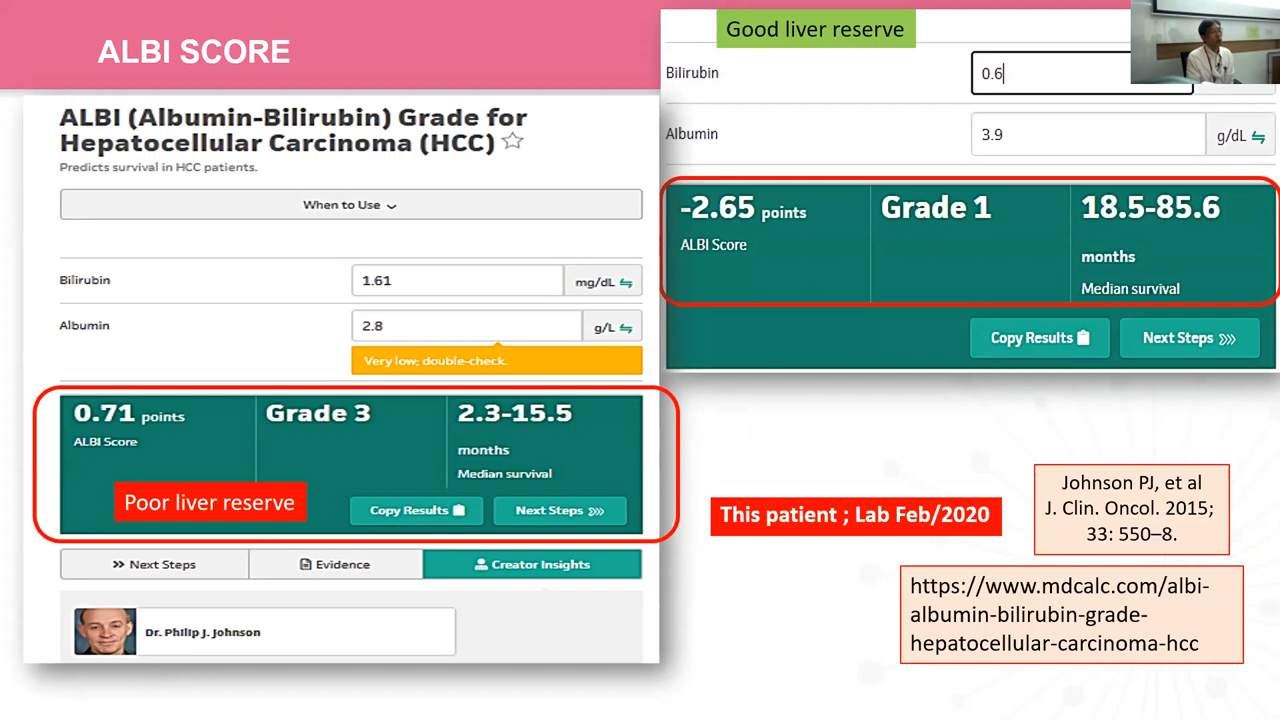 ALBI SCORE
ALBI (Albumin-Bilirubin) Grade for
Hepatocellular Carcinoma (HCC)
Predicts survival in HCC patients.
When to Use
Bilirubin
1.61
mg/dL
Albumin
2.8
g/L
Very low; double-check.
0.71 points
ALBI Score
Grade 3
2.3-15.5
months
Median survival
Poor liver reserve
Copy Results
Next Steps
Next Steps
Evidence
Creator Insights
Dr. Philip J. Johnson
Good liver reserve
Bilirubin
0.6
Albumin
3.9
g/dL
-2.65 points
ALBI Score
Grade 1
18.5-85.6
months
Median survival
Copy Results
Next Steps
This patient ; Lab Feb/2020
Johnson PJ, et al
J. Clin. Oncol. 2015;
33: 550–8.
https://www.mdcalc.com/albi-
albumin-bilirubin-grade-
hepatocellular-carcinoma-hcc